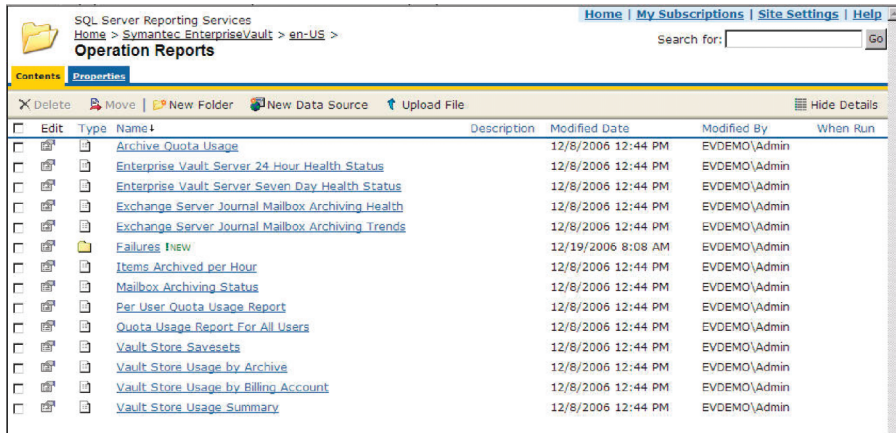 SQL Server Reporting Services
Home | My Subscriptions | Site Settings | Help
Home > Symantec EnterpriseVault > en-US >
Operation Reports
Search for: Go
Contents Properties
Delete Move | New Folder New Data Source Upload File Hide Details
Edit Type Name↓ Description Modified Date Modified By When Run
Archive Quota Usage 12/8/2006 12:44 PM EVDEMO\Admin
Enterprise Vault Server 24 Hour Health Status 12/8/2006 12:44 PM EVDEMO\Admin
Enterprise Vault Server Seven Day Health Status 12/8/2006 12:44 PM EVDEMO\Admin
Exchange Server Journal Mailbox Archiving Health 12/8/2006 12:44 PM EVDEMO\Admin
Exchange Server Journal Mailbox Archiving Trends 12/8/2006 12:44 PM EVDEMO\Admin
Failures !NEW 12/19/2006 8:08 AM EVDEMO\Admin
Items Archived per Hour 12/8/2006 12:44 PM EVDEMO\Admin
Mailbox Archiving Status 12/8/2006 12:44 PM EVDEMO\Admin
Per User Quota Usage Report 12/8/2006 12:44 PM EVDEMO\Admin
Quota Usage Report For All Users 12/8/2006 12:44 PM EVDEMO\Admin
Vault Store Savesets 12/8/2006 12:44 PM EVDEMO\Admin
Vault Store Usage by Archive 12/8/2006 12:44 PM EVDEMO\Admin
Vault Store Usage by Billing Account 12/8/2006 12:44 PM EVDEMO\Admin
Vault Store Usage Summary 12/8/2006 12:44 PM EVDEMO\Admin